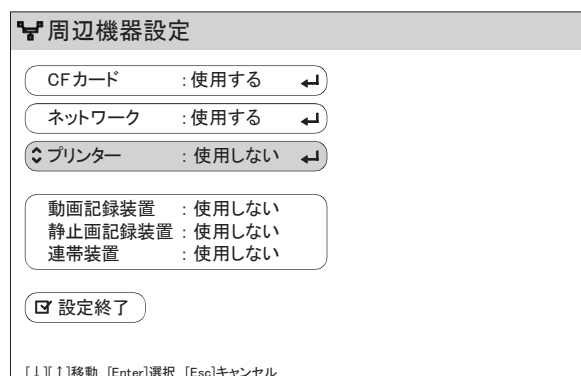 周辺機器設定
CFカード :使用する
ネットワーク :使用する
プリンター :使用しない
動画記録装置 :使用しない
静止画記録装置:使用しない
連帯装置 :使用しない
設定終了
[↓][↑]移動 [Enter]選択 [Esc]キャンセル